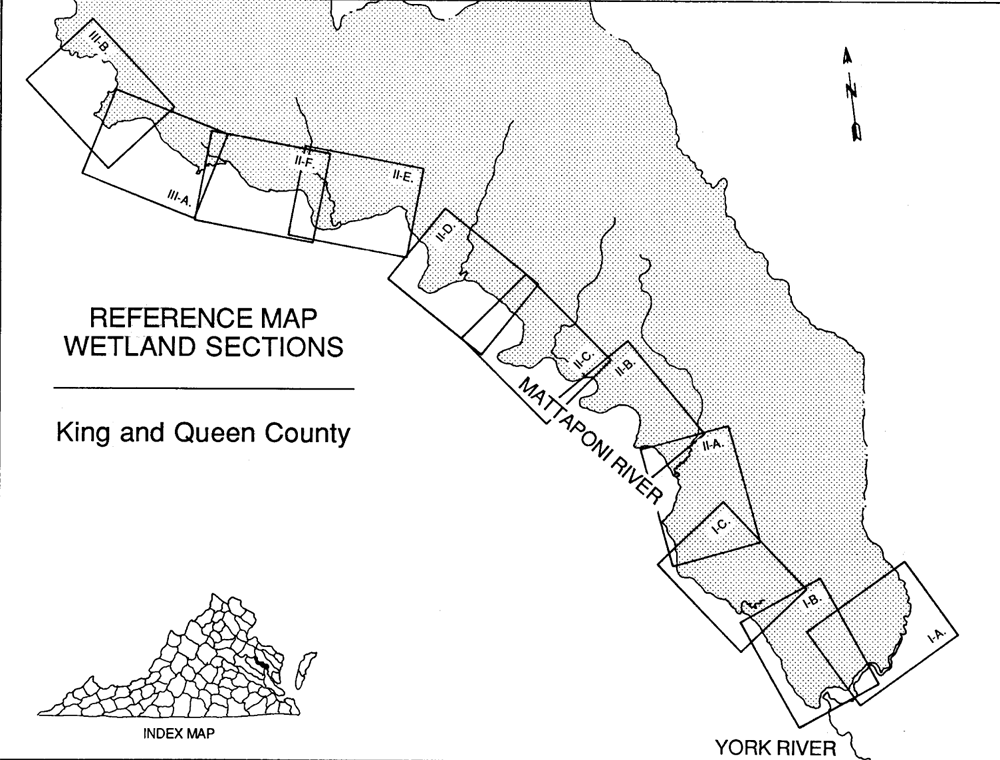 III-B.
N
II-F.
II-E.
III-A.
II-D.
REFERENCE MAP
WETLAND SECTIONS
King and Queen County
II-C.
II-B.
MATTAPONI RIVER
II-A.
I-C.
I-B.
I-A.
INDEX MAP
YORK RIVER